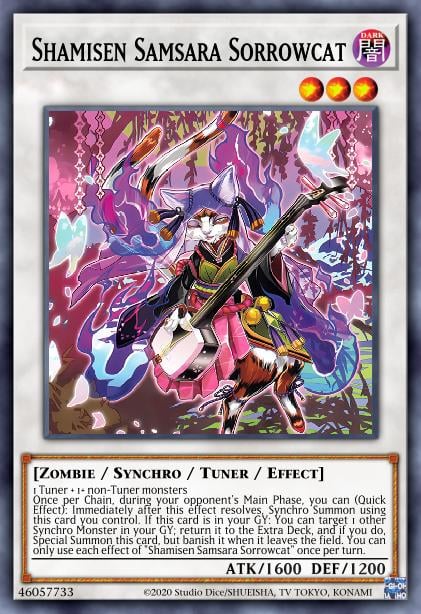 SHAMISEN SAMSARA SORROWCAT
DARK
闇
[ZOMBIE / SYNCHRO / TUNER / EFFECT]
1 Tuner + 1+ non-Tuner monsters
Once per Chain, during your opponent's Main Phase, you can (Quick
Effect): Immediately after this effect resolves, Synchro Summon using
this card you control. If this card is in your GY: You can target 1 other
Synchro Monster in your GY; return it to the Extra Deck, and if you do,
Special Summon this card, but banish it when it leaves the field. You can
only use each effect of "Shamisen Samsara Sorrowcat" once per turn.
ATK/1600 DEF/1200
46057733
©2020 Studio Dice/SHUEISHA, TV TOKYO, KONAMI